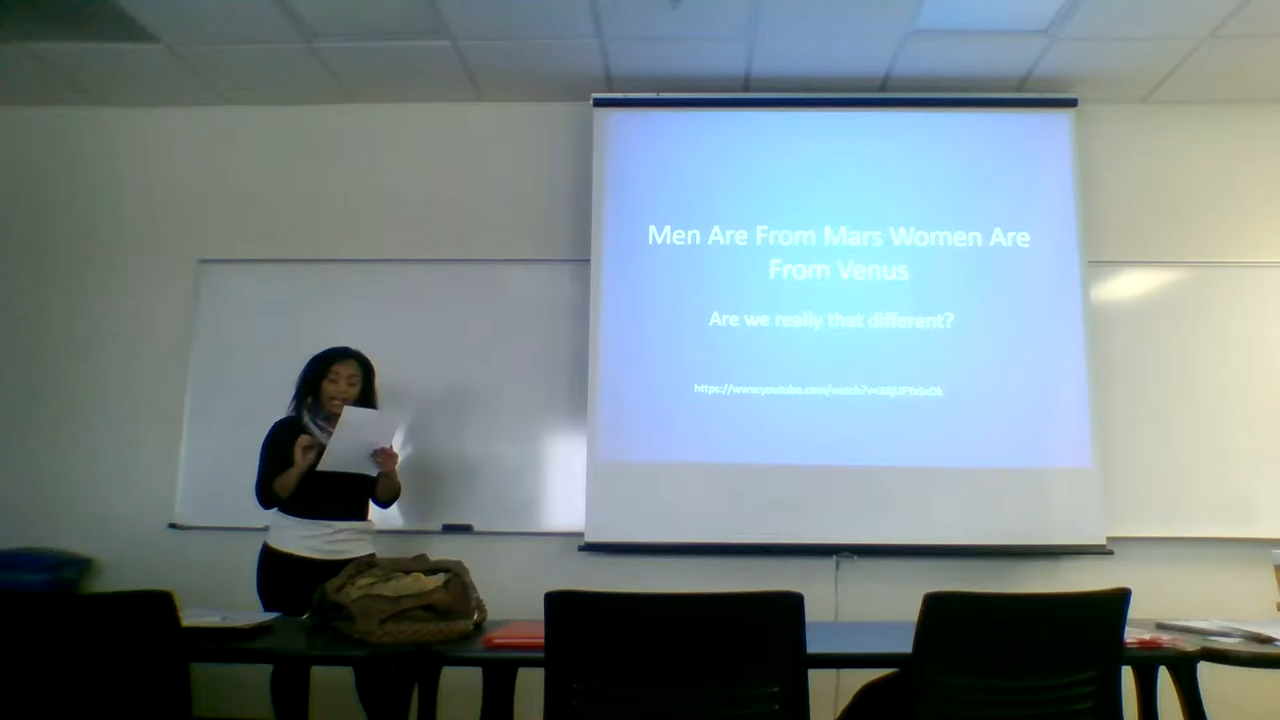 Men Are From Mars Women Are
From Venus
Are we really that different?